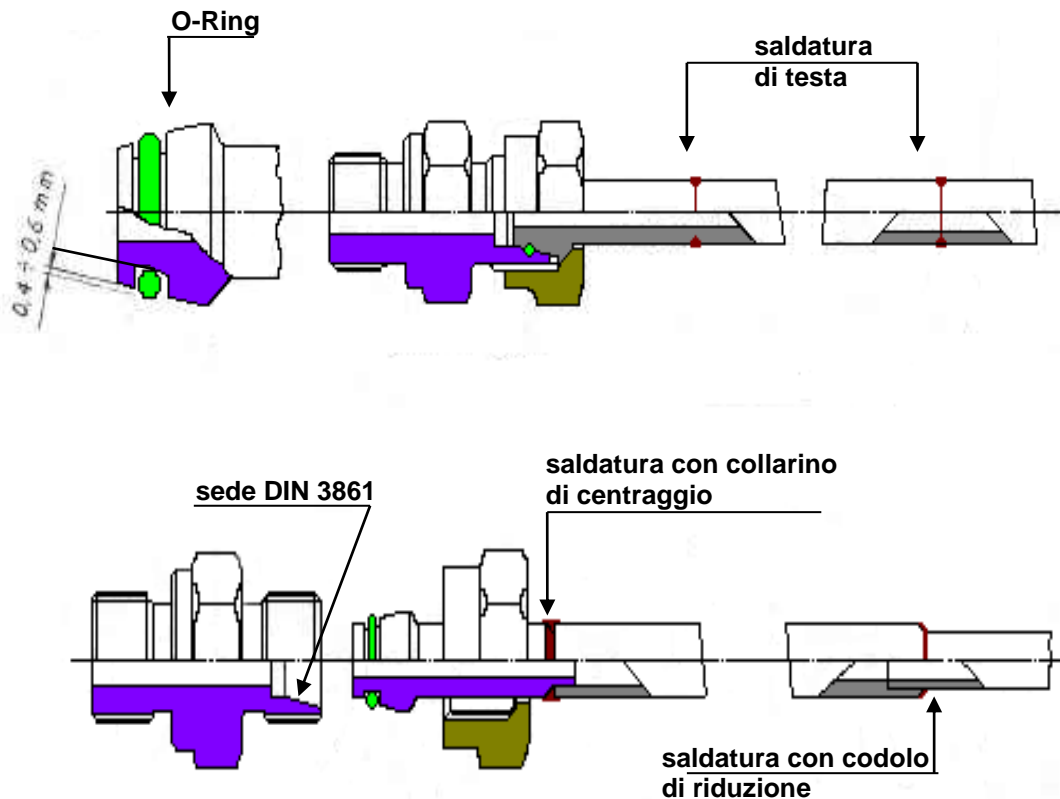 O-Ring
saldatura
di testa
0,4 ÷ 0,6 mm
saldatura con collarino
di centraggio
sede DIN 3861
saldatura con codolo
di riduzione